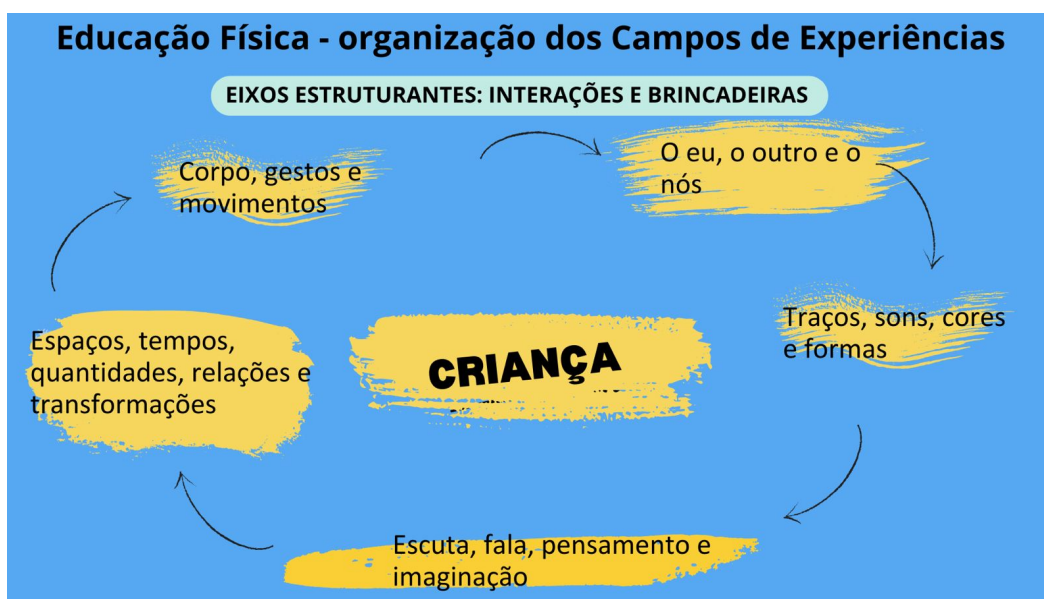 Educação Física - organização dos Campos de Experiências
EIXOS ESTRUTURANTES: INTERAÇÕES E BRINCADEIRAS
Corpo, gestos e
movimentos
O eu, o outro e o
nós
Traços, sons, cores
e formas
Escuta, fala, pensamento e
imaginação
Espaços, tempos,
quantidades, relações e
transformações
CRIANÇA